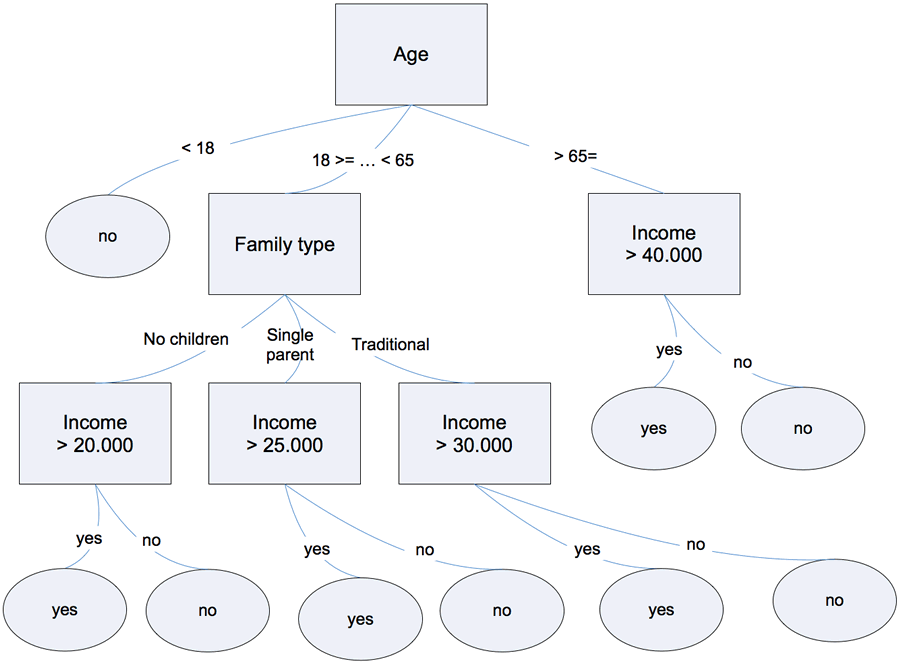 Age
< 18
18 >= … < 65
> 65=
no
Family type
Income
> 40.000
No children
Single
parent
Traditional
yes
no
Income
> 20.000
Income
> 25.000
Income
> 30.000
yes
no
yes
no
yes
no
yes
no
yes
no
yes
no
yes
no